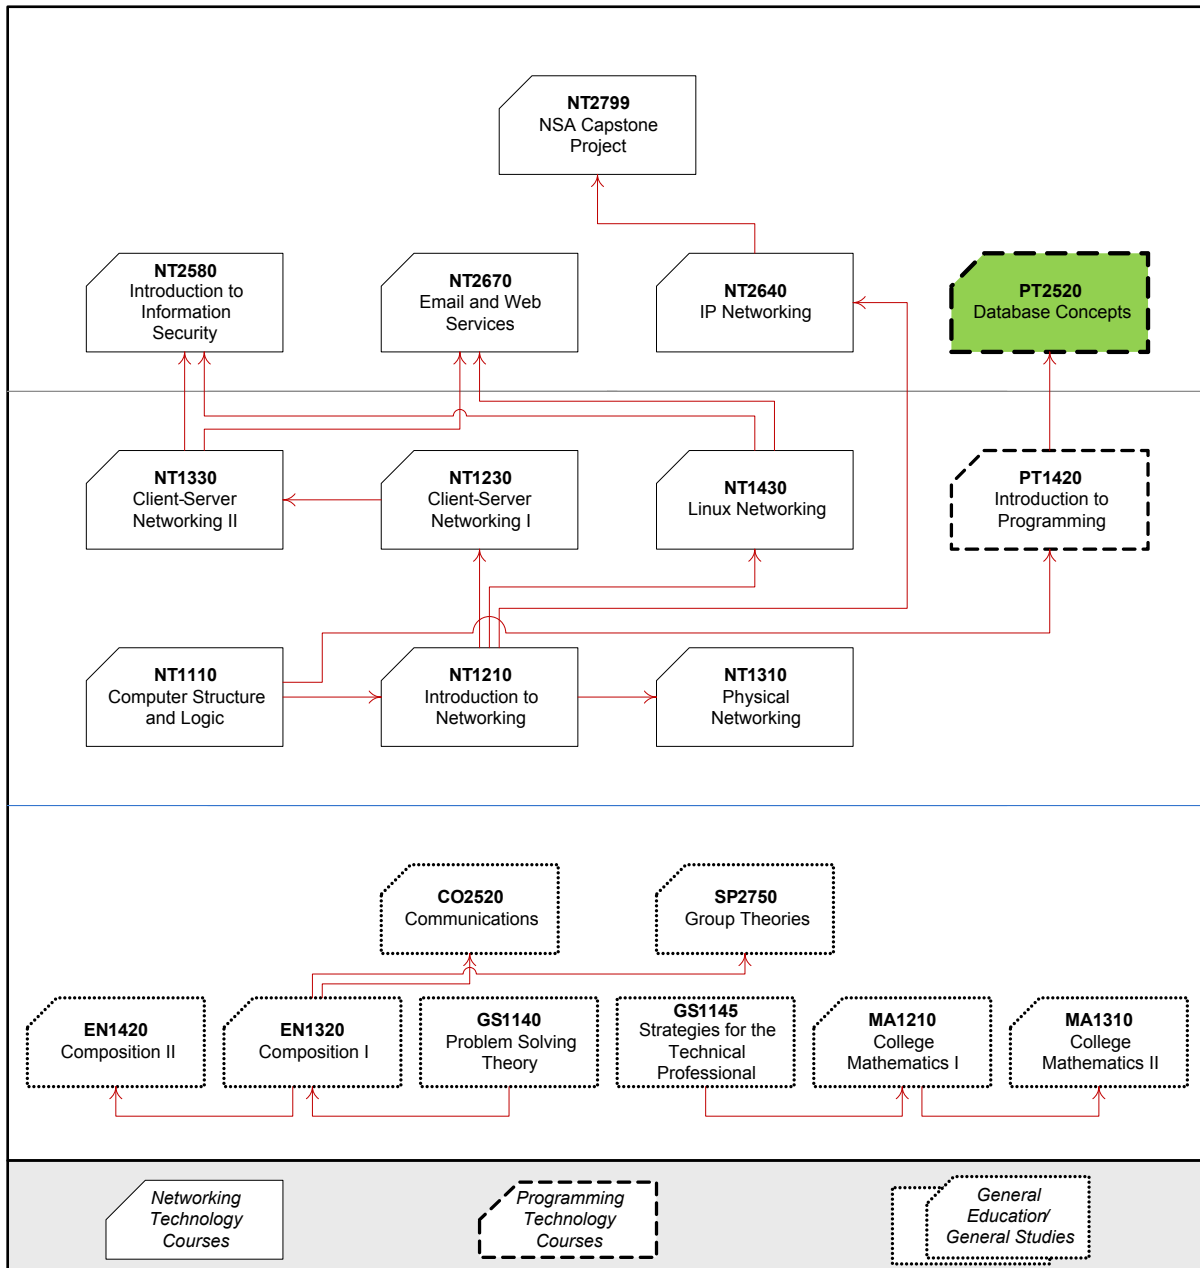 NT2799
NSA Capstone
Project
NT2580
Introduction to
Information
Security
NT2670
Email and Web
Services
NT2640
IP Networking
PT2520
Database Concepts
NT1330
Client-Server
Networking II
NT1230
Client-Server
Networking I
NT1430
Linux Networking
PT1420
Introduction to
Programming
NT1110
Computer Structure
and Logic
NT1210
Introduction to
Networking
NT1310
Physical
Networking
CO2520
Communications
SP2750
Group Theories
EN1420
Composition II
EN1320
Composition I
GS1140
Problem Solving
Theory
GS1145
Strategies for the
Technical
Professional
MA1210
College
Mathematics I
MA1310
College
Mathematics II
Networking
Technology
Courses
Programming
Technology
Courses
General
Education/
General Studies